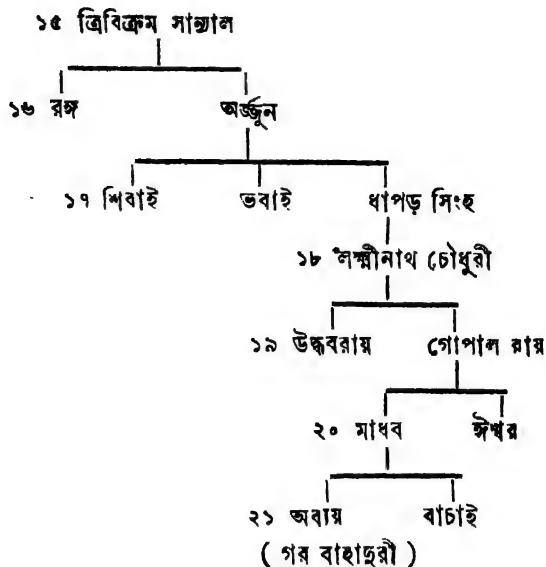 ১৫ ত্রিবিক্রম সান্যাল
১৬ রঙ্গ অর্জ্জুন
১৭ শিবাই ভবাই ধাপড় সিংহ
১৮ লক্ষ্মীনাথ চৌধুরী
১৯ উদ্ধবরায় গোপাল রায়
২০ মাধব ঈশ্বর
২১ অবায় বাচাই
( গর বাহাদুরী )